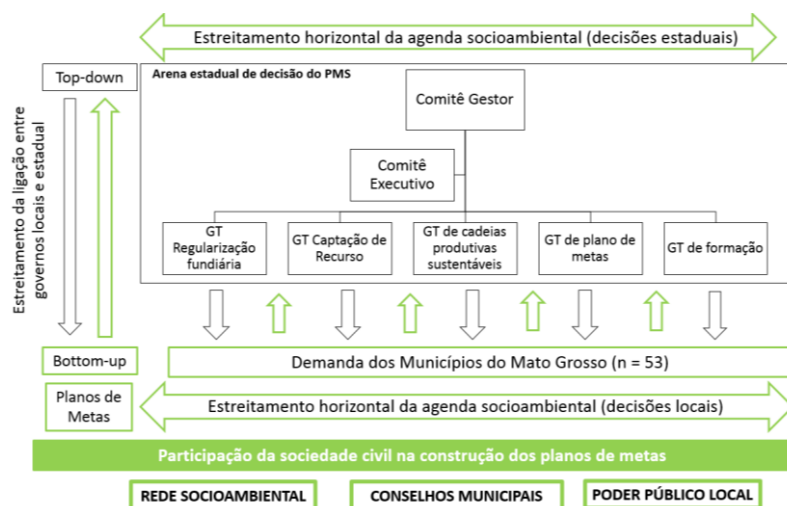 Estreitamento horizontal da agenda socioambiental (decisões estaduais)
Top-down
Arena estadual de decisão do PMS
Comitê Gestor
Comitê
Executivo
GT
Regularização
fundiária
GT Captação de
Recurso
GT de cadeias
produtivas
sustentáveis
GT de plano de
metas
GT de formação
Estreitamento da ligação entre
governos locais e estadual
Bottom-up
Demanda dos Municípios do Mato Grosso (n = 53)
Planos de
Metas
Estreitamento horizontal da agenda socioambiental (decisões locais)
Participação da sociedade civil na construção dos planos de metas
REDE SOCIOAMBIENTAL
CONSELHOS MUNICIPAIS
PODER PÚBLICO LOCAL